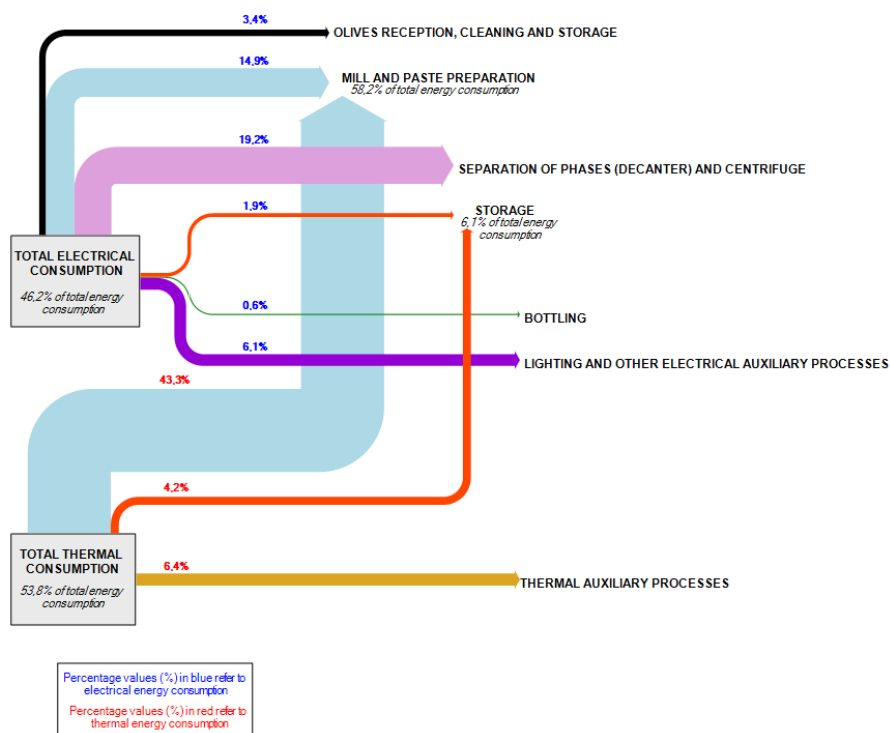 3,4%
OLIVES RECEPTION, CLEANING AND STORAGE
14,9%
MILL AND PASTE PREPARATION
58,2% of total energy consumption
19,2%
SEPARATION OF PHASES (DECANTER) AND CENTRIFUGE
1,9%
STORAGE
6,1% of total energy
consumption
TOTAL ELECTRICAL
CONSUMPTION
46,2% of total energy
consumption
0,6%
BOTTLING
6,1%
LIGHTING AND OTHER ELECTRICAL AUXILIARY PROCESSES
43,3%
4,2%
TOTAL THERMAL
CONSUMPTION
53,8% of total energy
consumption
6,4%
THERMAL AUXILIARY PROCESSES
Percentage values (%) in blue refer to
electrical energy consumption
Percentage values (%) in red refer to
thermal energy consumption